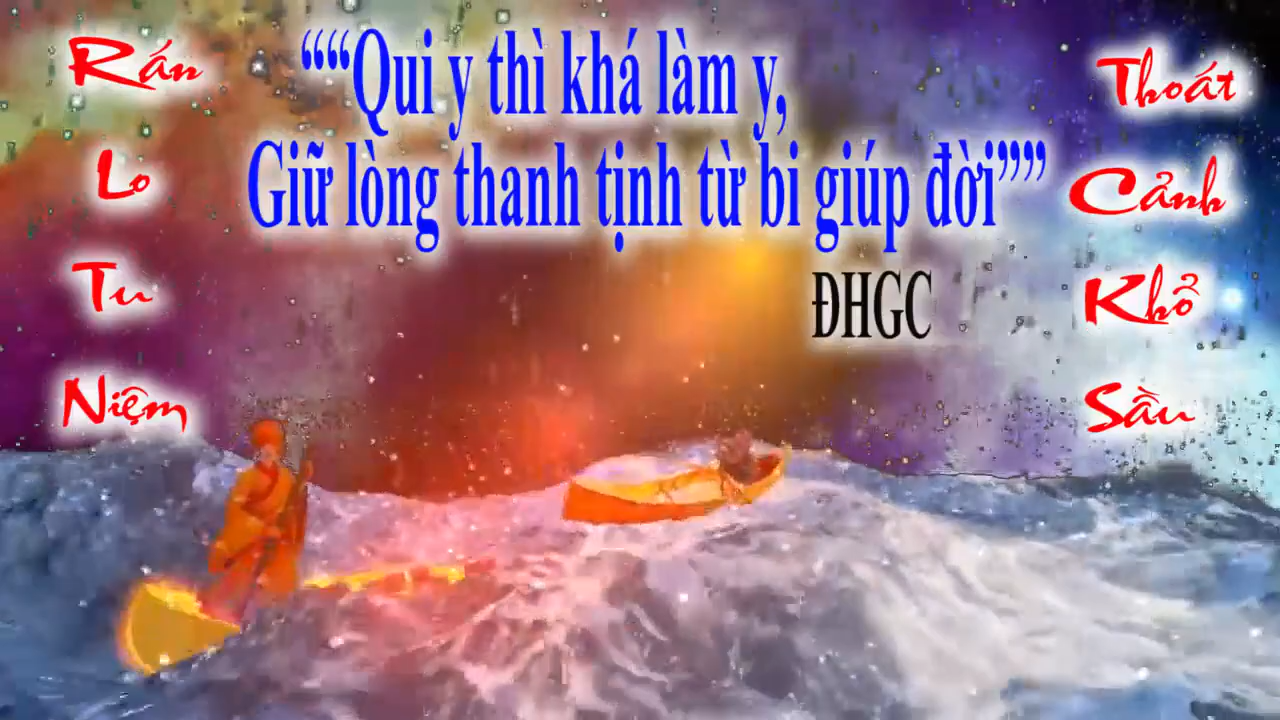 Rán
Lo
Tu
Niệm
““Qui y thì khá làm y,
Giữ lòng thanh tịnh từ bi giúp đời””
ĐHGC
Thoát
Cảnh
Khổ
Sầu